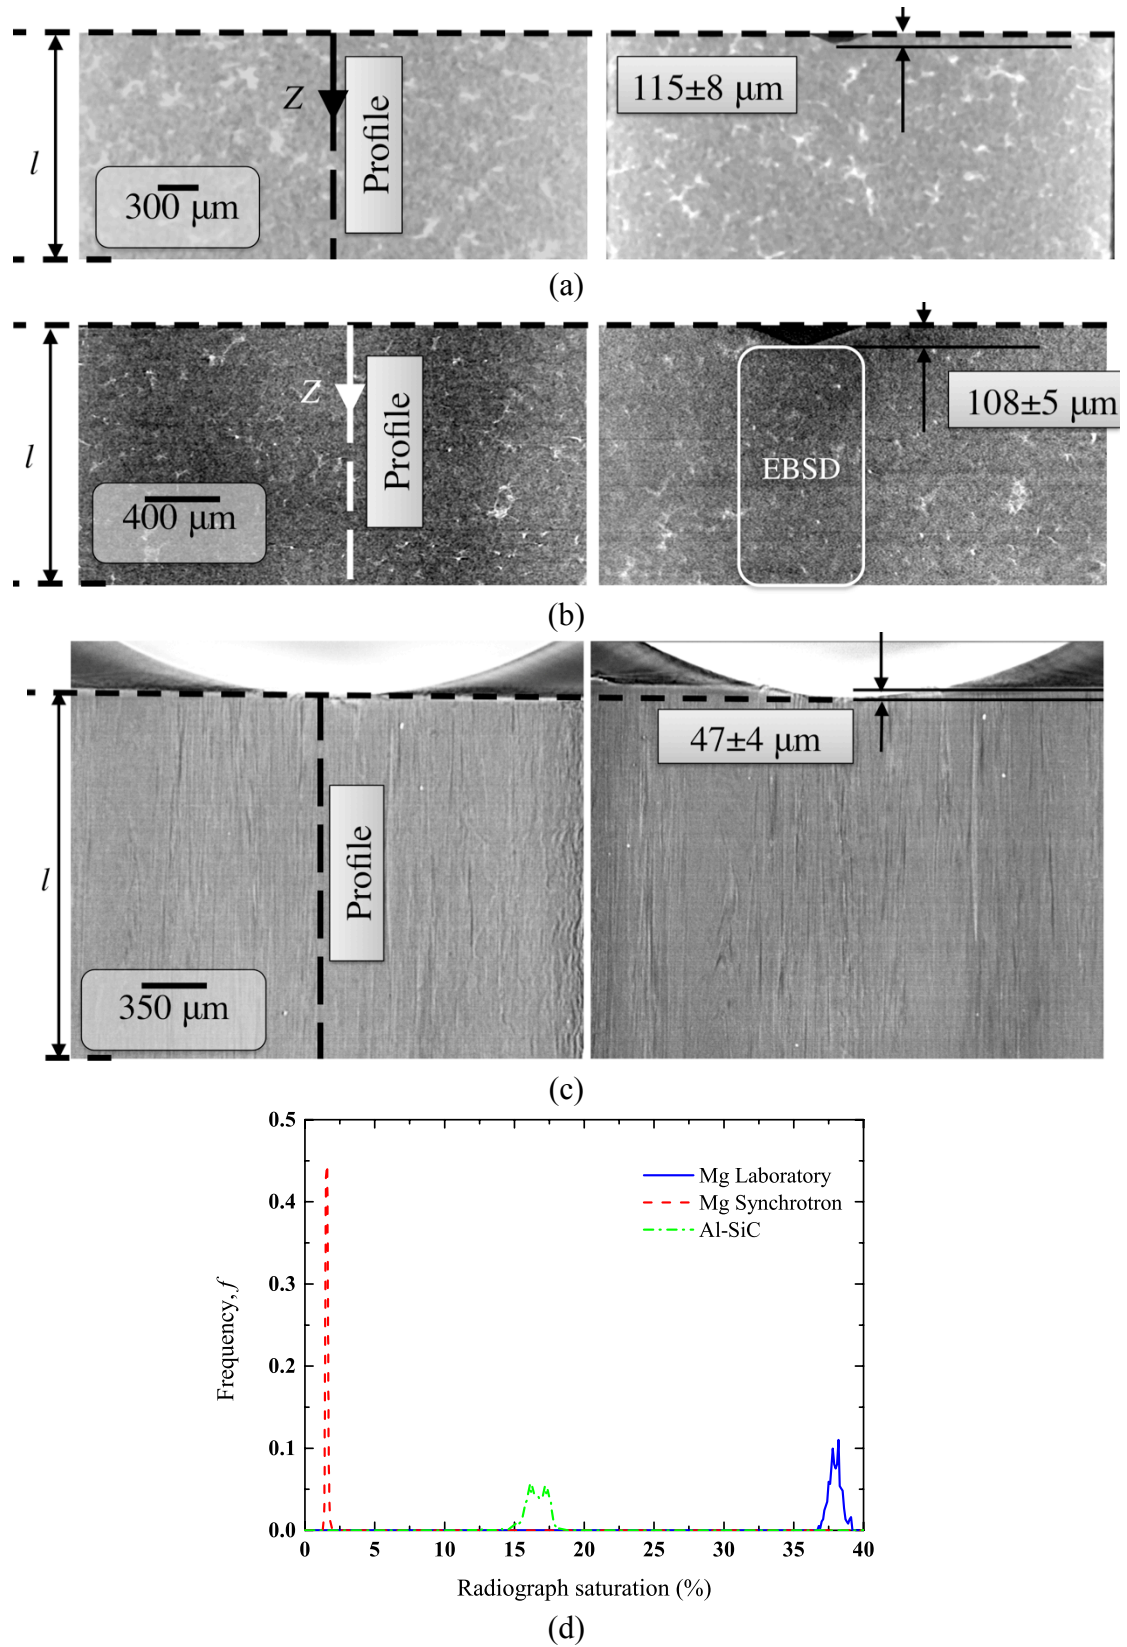 115±8 μm
Z
Profile
l
300 μm
(a)
Z
Profile
108±5 μm
l
EBSD
400 μm
(b)
47±4 μm
Profile
l
350 μm
(c)
0.5
Mg Laboratory
0.4
Mg Synchrotron
Al-SiC
0.3
Frequency, f
0.2
0.1
0.0
0 5 10 15 20 25 30 35 40
Radiograph saturation (%)
(d)